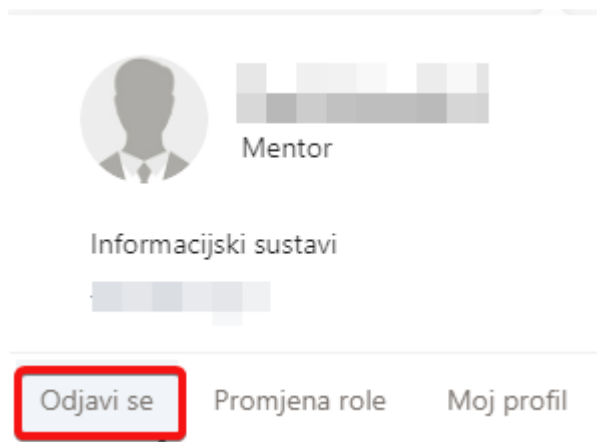 Mentor
Informacijski sustavi
Odjavi se Promjena role Moj profil